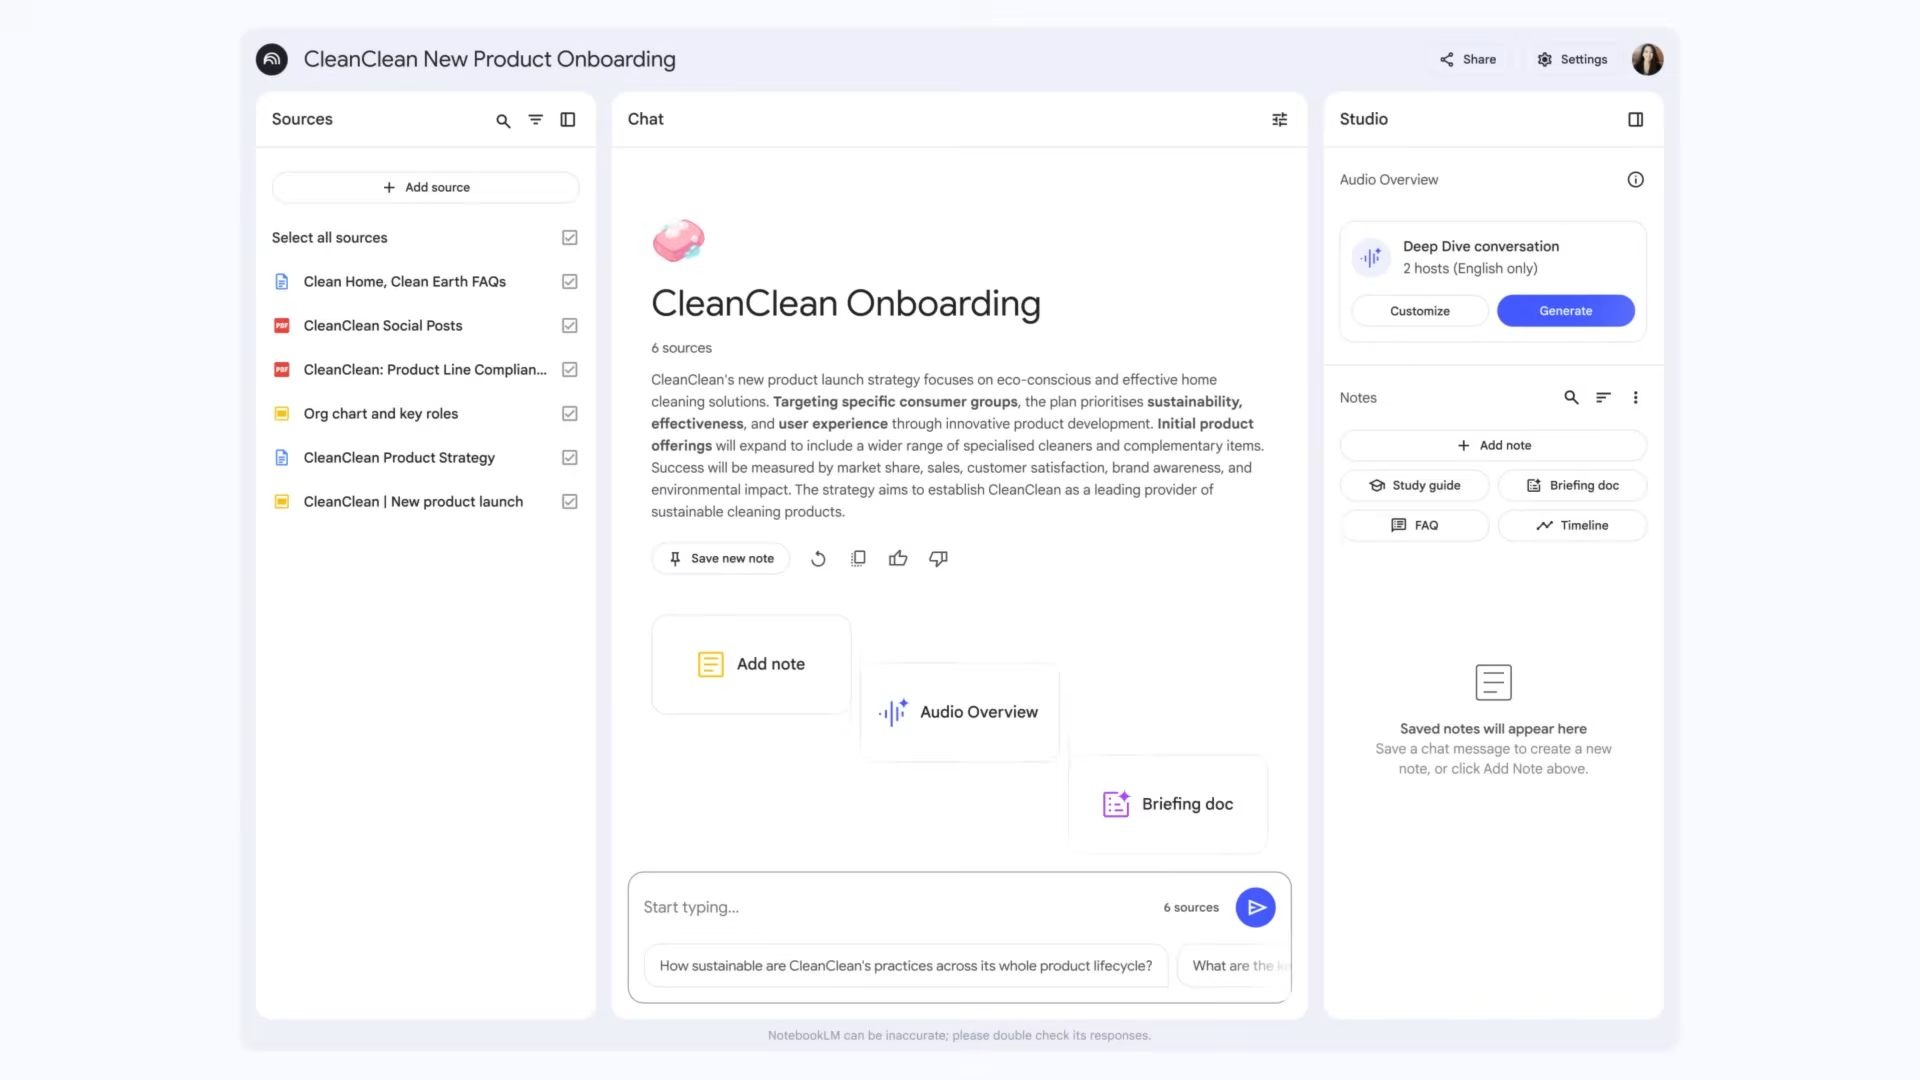 CleanClean New Product Onboarding
Share
Settings
Sources
Add source
Select all sources
Clean Home, Clean Earth FAQs
PDF
CleanClean Social Posts
PDF
CleanClean: Product Line Complian...
Org chart and key roles
CleanClean Product Strategy
CleanClean | New product launch
Chat
CleanClean Onboarding
6 sources
CleanClean's new product launch strategy focuses on eco-conscious and effective home
cleaning solutions. Targeting specific consumer groups, the plan prioritises sustainability,
effectiveness, and user experience through innovative product development. Initial product
offerings will expand to include a wider range of specialised cleaners and complementary items.
Success will be measured by market share, sales, customer satisfaction, brand awareness, and
environmental impact. The strategy aims to establish CleanClean as a leading provider of
sustainable cleaning products.
Save new note
Add note
Audio Overview
Briefing doc
Start typing...
6 sources
How sustainable are CleanClean's practices across its whole product lifecycle?
What are the
Studio
Audio Overview
Deep Dive conversation
2 hosts (English only)
Customize
Generate
Notes
Add note
Study guide
Briefing doc
FAQ
Timeline
Saved notes will appear here
Save a chat message to create a new
note, or click Add Note above.
NotebookLM can be inaccurate; please double check its responses.